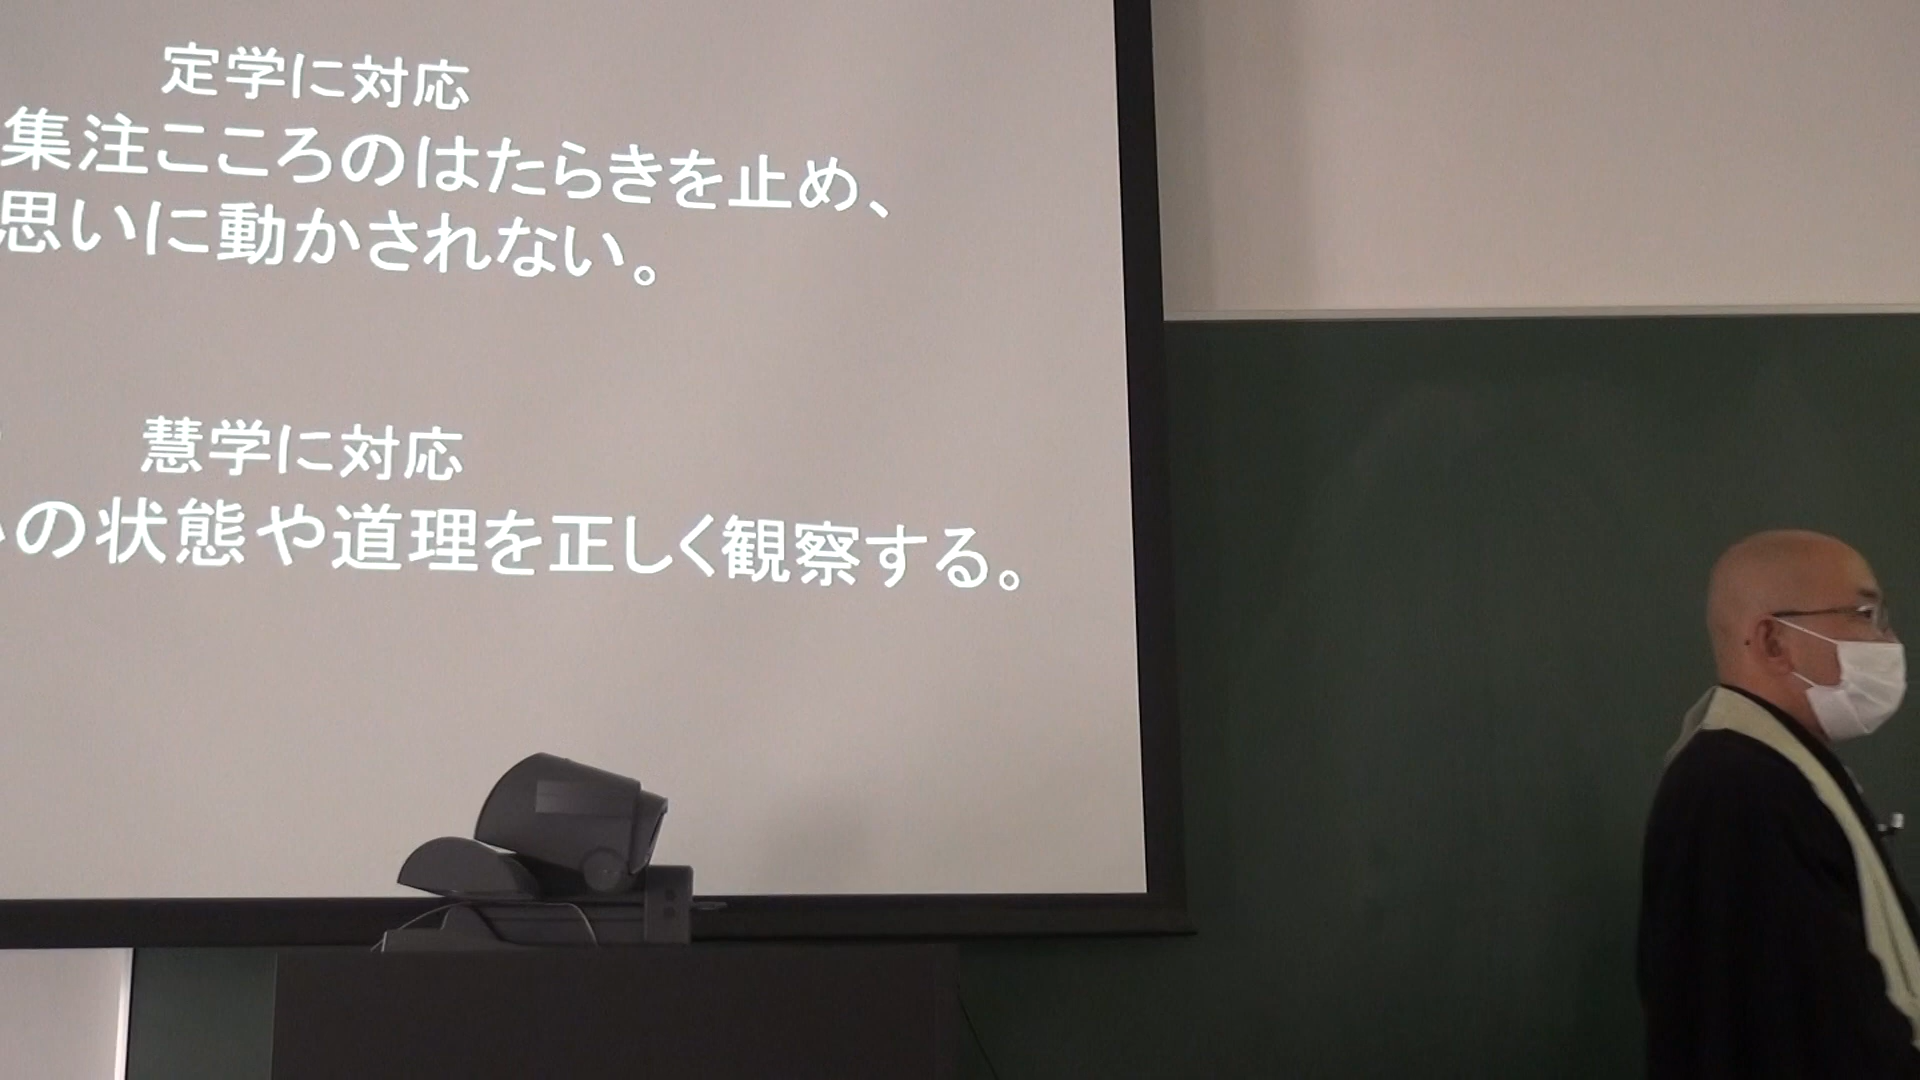 定学に対応
集注こころのはたらきを止め、
思いに動かされない。
慧学に対応
の状態や道理を正しく観察する。